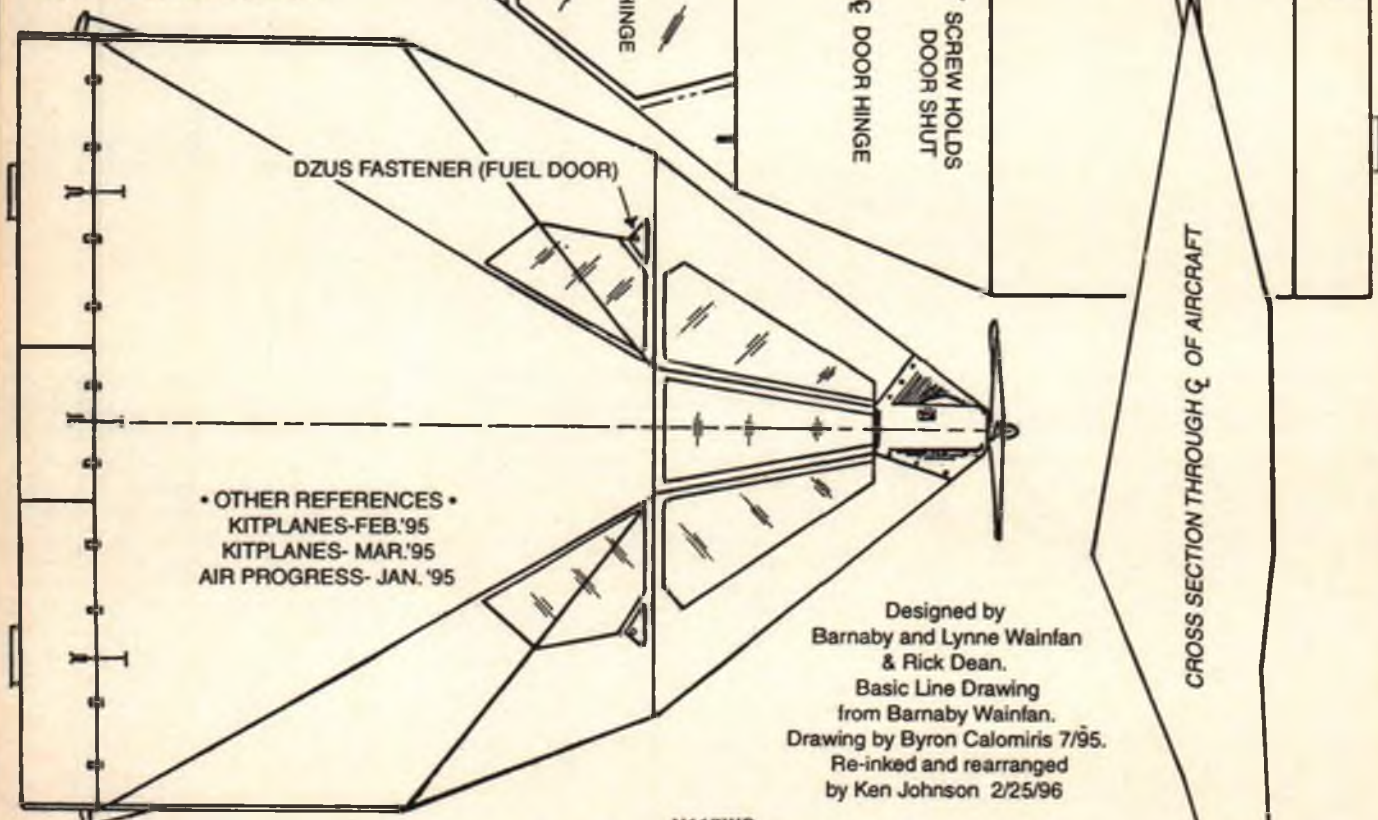 HINGE
℄ DOOR HINGE
SCREW HOLDS
DOOR SHUT
DZUS FASTENER (FUEL DOOR)
CROSS SECTION THROUGH ℄ OF AIRCRAFT
• OTHER REFERENCES •
KITPLANES-FEB.'95
KITPLANES- MAR.'95
AIR PROGRESS- JAN. '95
Designed by
Barnaby and Lynne Wainfan
& Rick Dean.
Basic Line Drawing
from Barnaby Wainfan.
Drawing by Byron Calomiris 7/95.
Re-inked and rearranged
by Ken Johnson 2/25/96